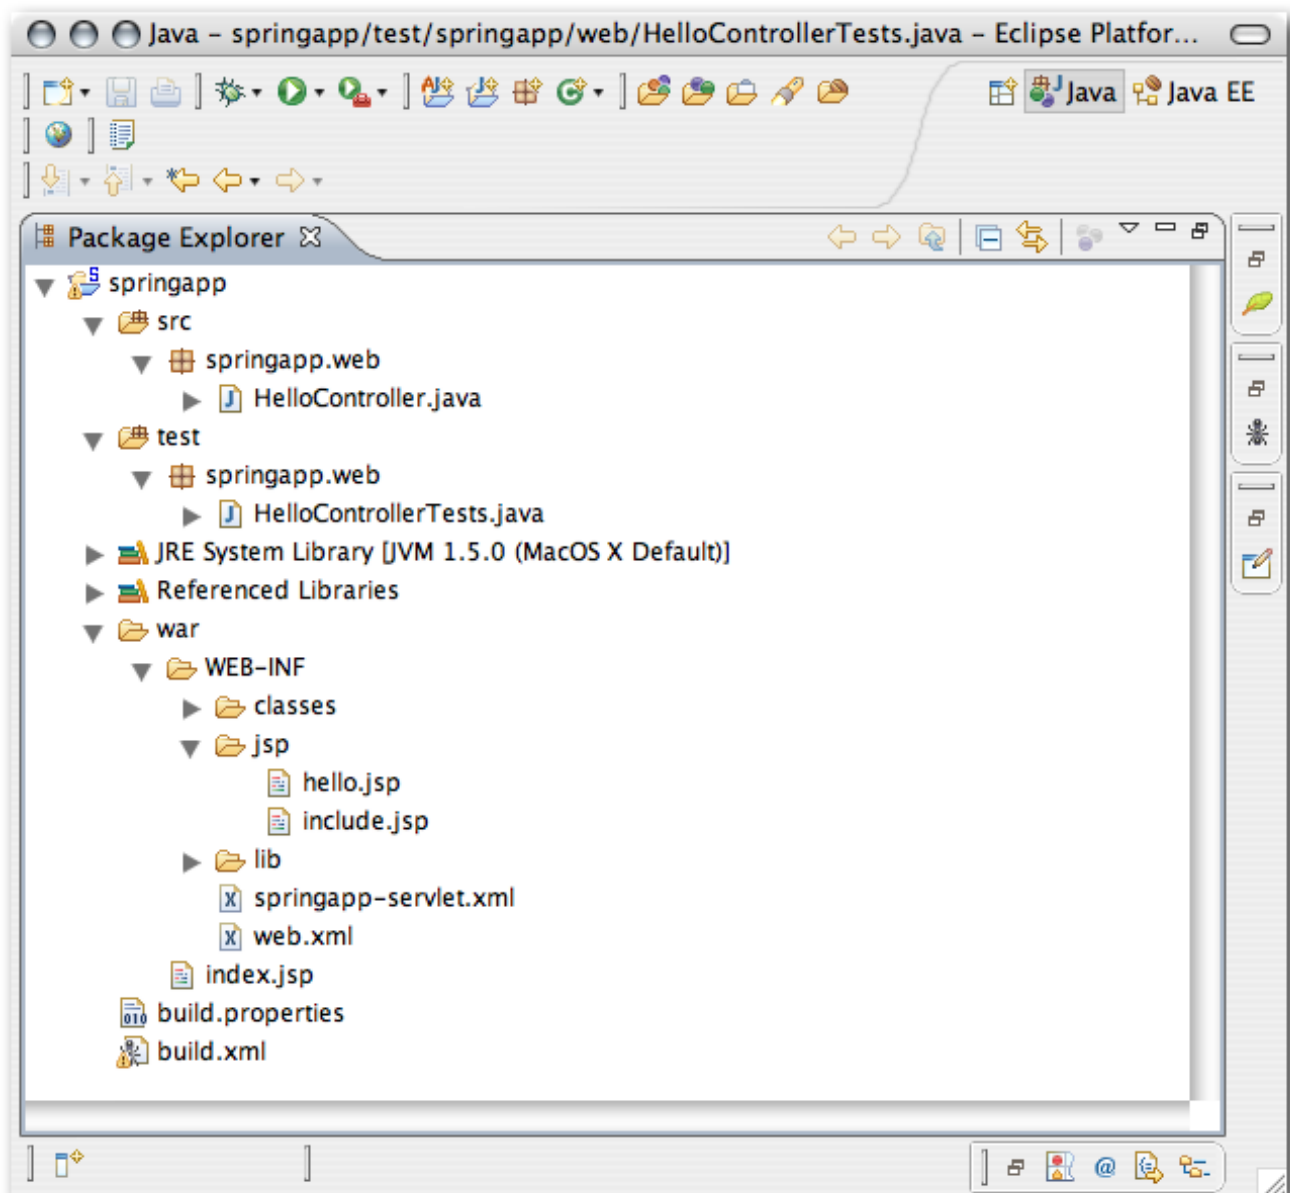 Java – springapp/test/springapp/web/HelloControllerTests.java – Eclipse Platfor...
Java Java EE
Package Explorer
springapp
src
springapp.web
HelloController.java
test
springapp.web
HelloControllerTests.java
JRE System Library [JVM 1.5.0 (MacOS X Default)]
Referenced Libraries
war
WEB-INF
classes
jsp
hello.jsp
include.jsp
lib
springapp-servlet.xml
web.xml
index.jsp
build.properties
build.xml